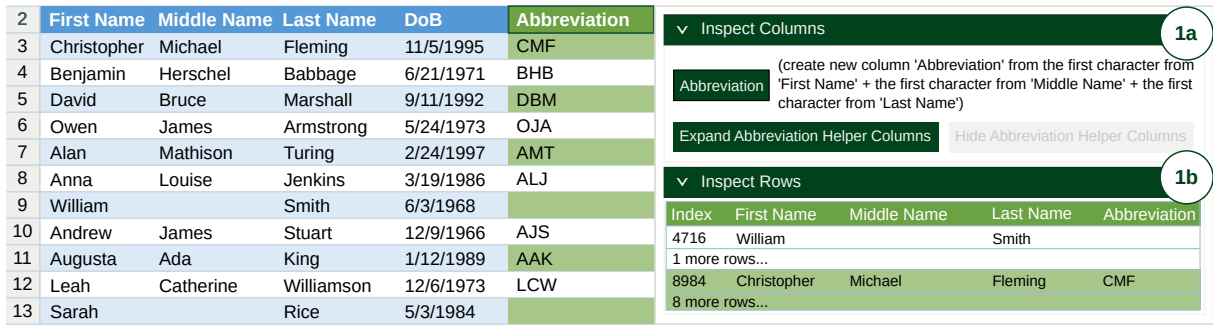 2 First Name Middle Name Last Name DoB Abbreviation
3 Christopher Michael Fleming 11/5/1995 CMF
4 Benjamin Herschel Babbage 6/21/1971 BHB
5 David Bruce Marshall 9/11/1992 DBM
6 Owen James Armstrong 5/24/1973 OJA
7 Alan Mathison Turing 2/24/1997 AMT
8 Anna Louise Jenkins 3/19/1986 ALJ
9 William Smith 6/3/1968
10 Andrew James Stuart 12/9/1966 AJS
11 Augusta Ada King 1/12/1989 AAK
12 Leah Catherine Williamson 12/6/1973 LCW
13 Sarah Rice 5/3/1984
Inspect Columns
1a
Abbreviation
(create new column 'Abbreviation' from the first character from
'First Name' + the first character from 'Middle Name' + the first
character from 'Last Name')
Expand Abbreviation Helper Columns Hide Abbreviation Helper Columns
Inspect Rows
1b
Index First Name Middle Name Last Name Abbreviation
4716 William Smith
1 more rows...
8984 Christopher Michael Fleming CMF
8 more rows...